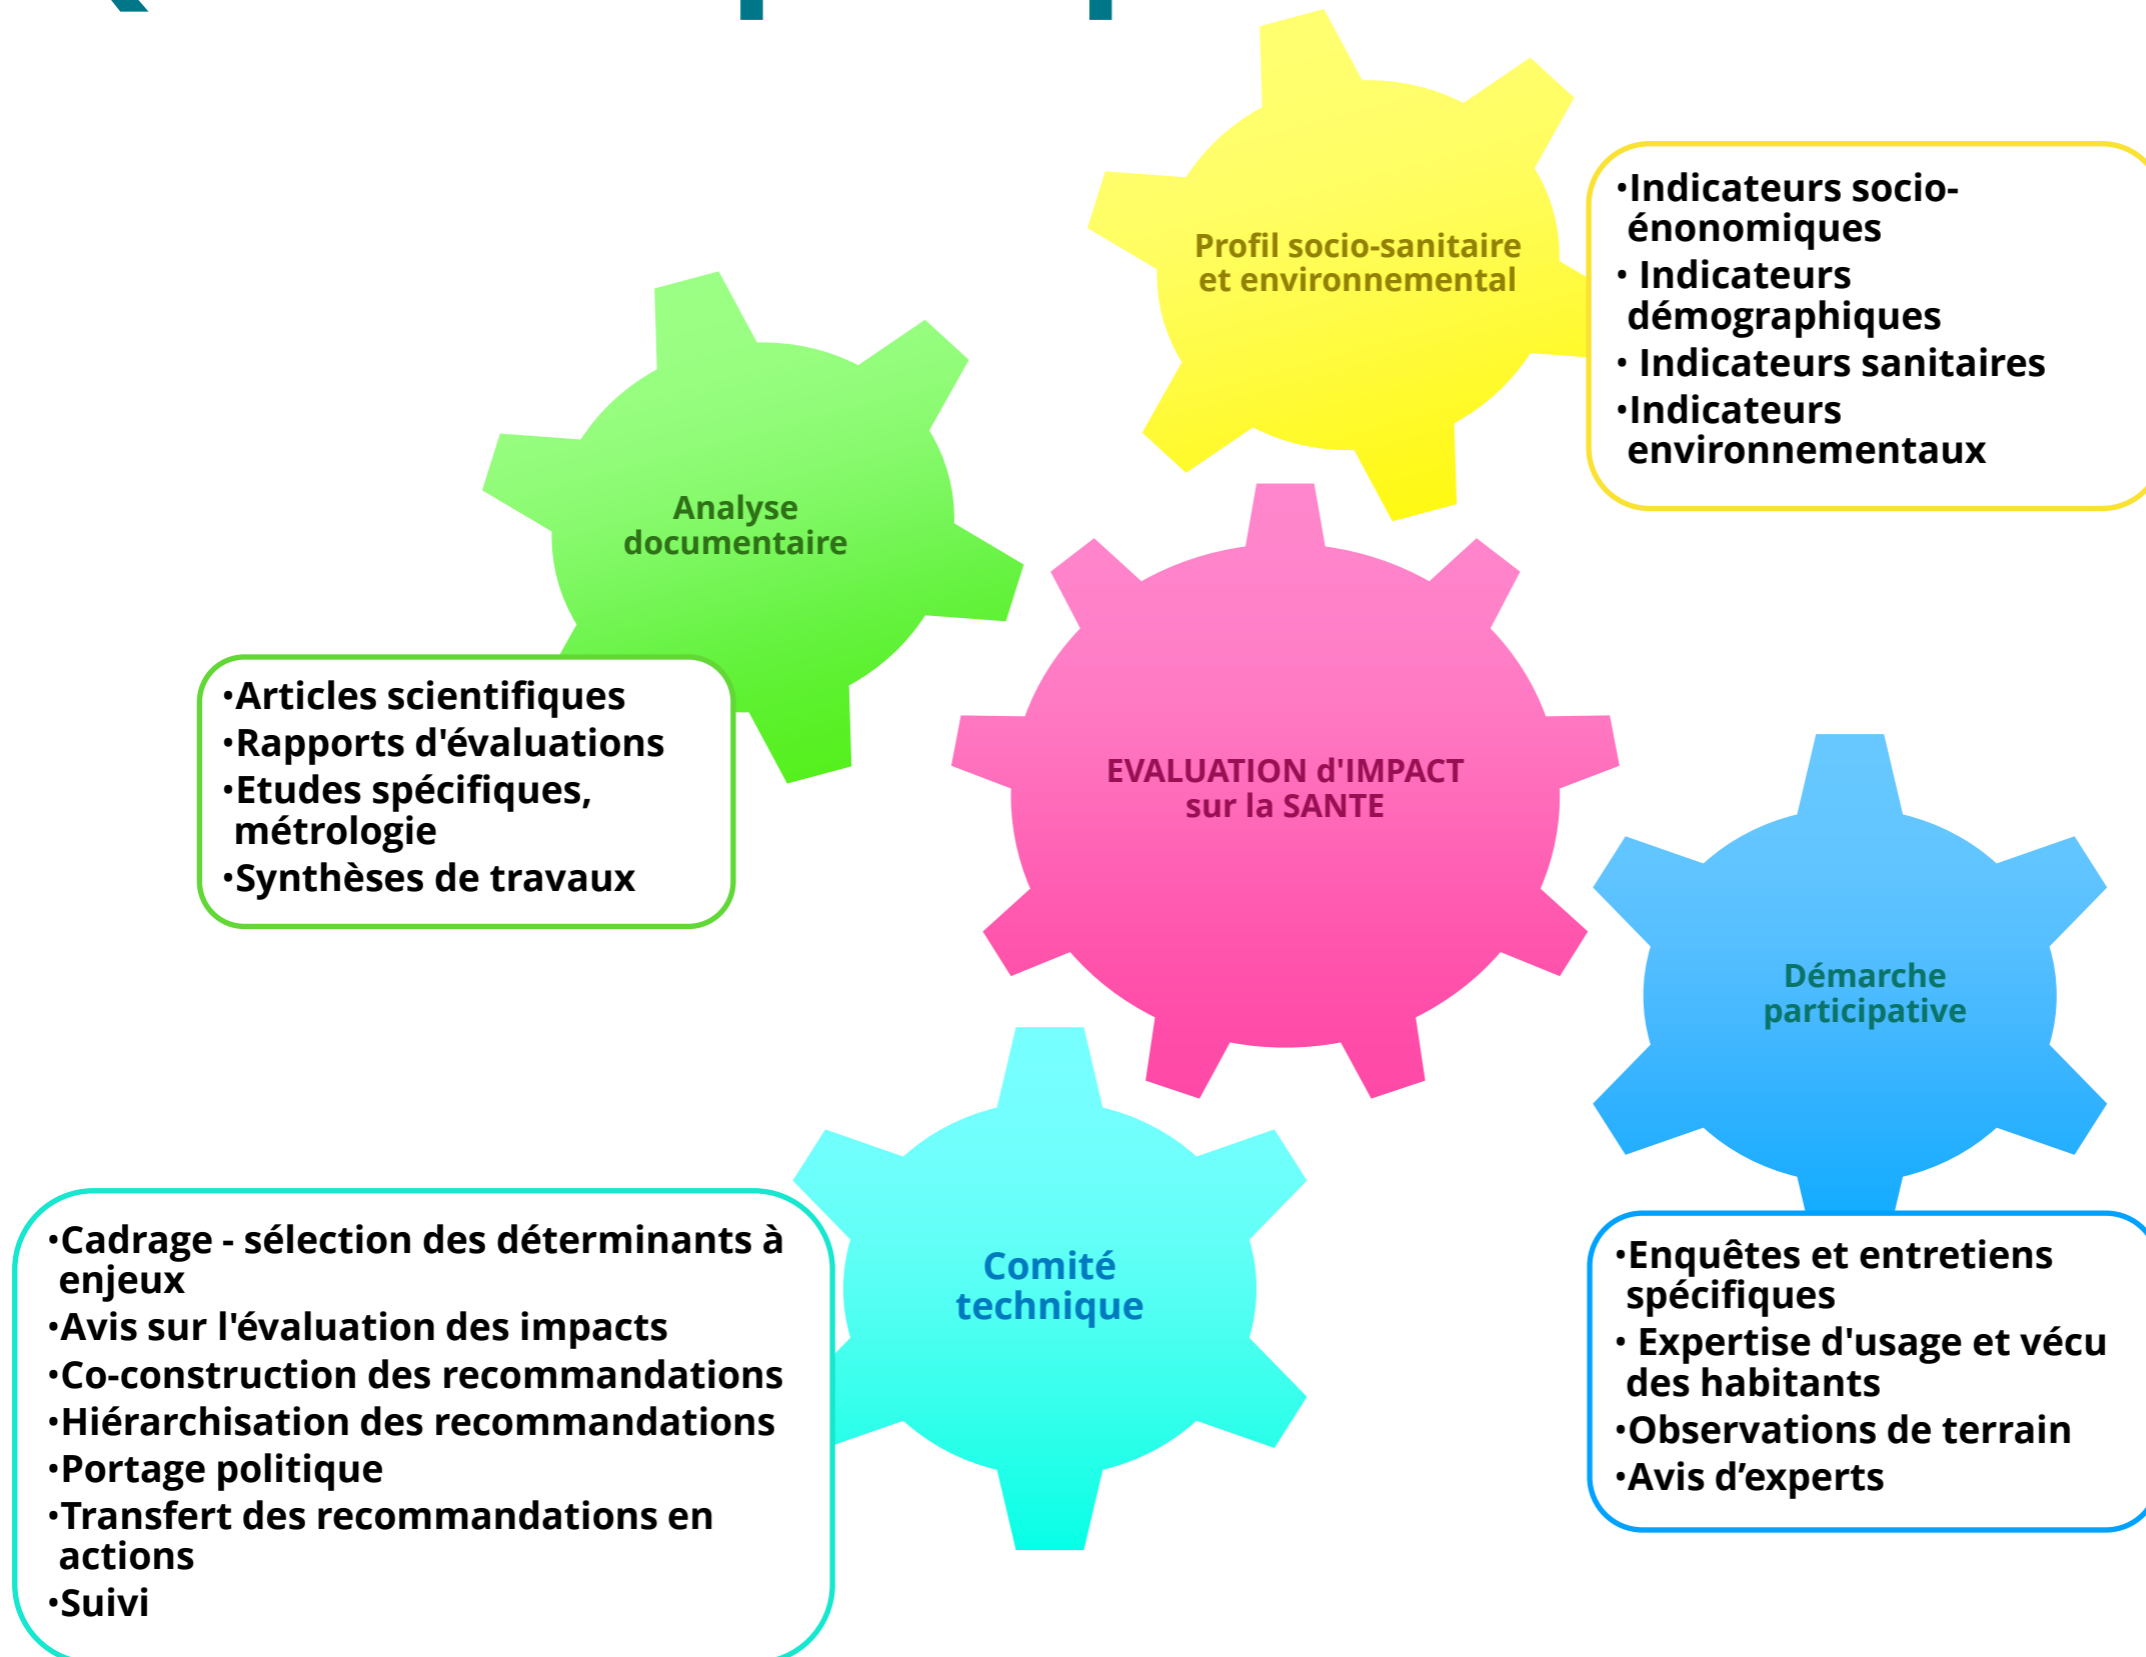 Profil socio-sanitaire
et environnemental
•Indicateurs socio-
énonomiques
• Indicateurs
démographiques
• Indicateurs sanitaires
•Indicateurs
environnementaux
Analyse
documentaire
•Articles scientifiques
•Rapports d'évaluations
•Etudes spécifiques,
métrologie
•Synthèses de travaux
EVALUATION d'IMPACT
sur la SANTE
Démarche
participative
•Enquêtes et entretiens
spécifiques
• Expertise d'usage et vécu
des habitants
•Observations de terrain
•Avis d’experts
Comité
technique
•Cadrage - sélection des déterminants à
enjeux
•Avis sur l'évaluation des impacts
•Co-construction des recommandations
•Hiérarchisation des recommandations
•Portage politique
•Transfert des recommandations en
actions
•Suivi